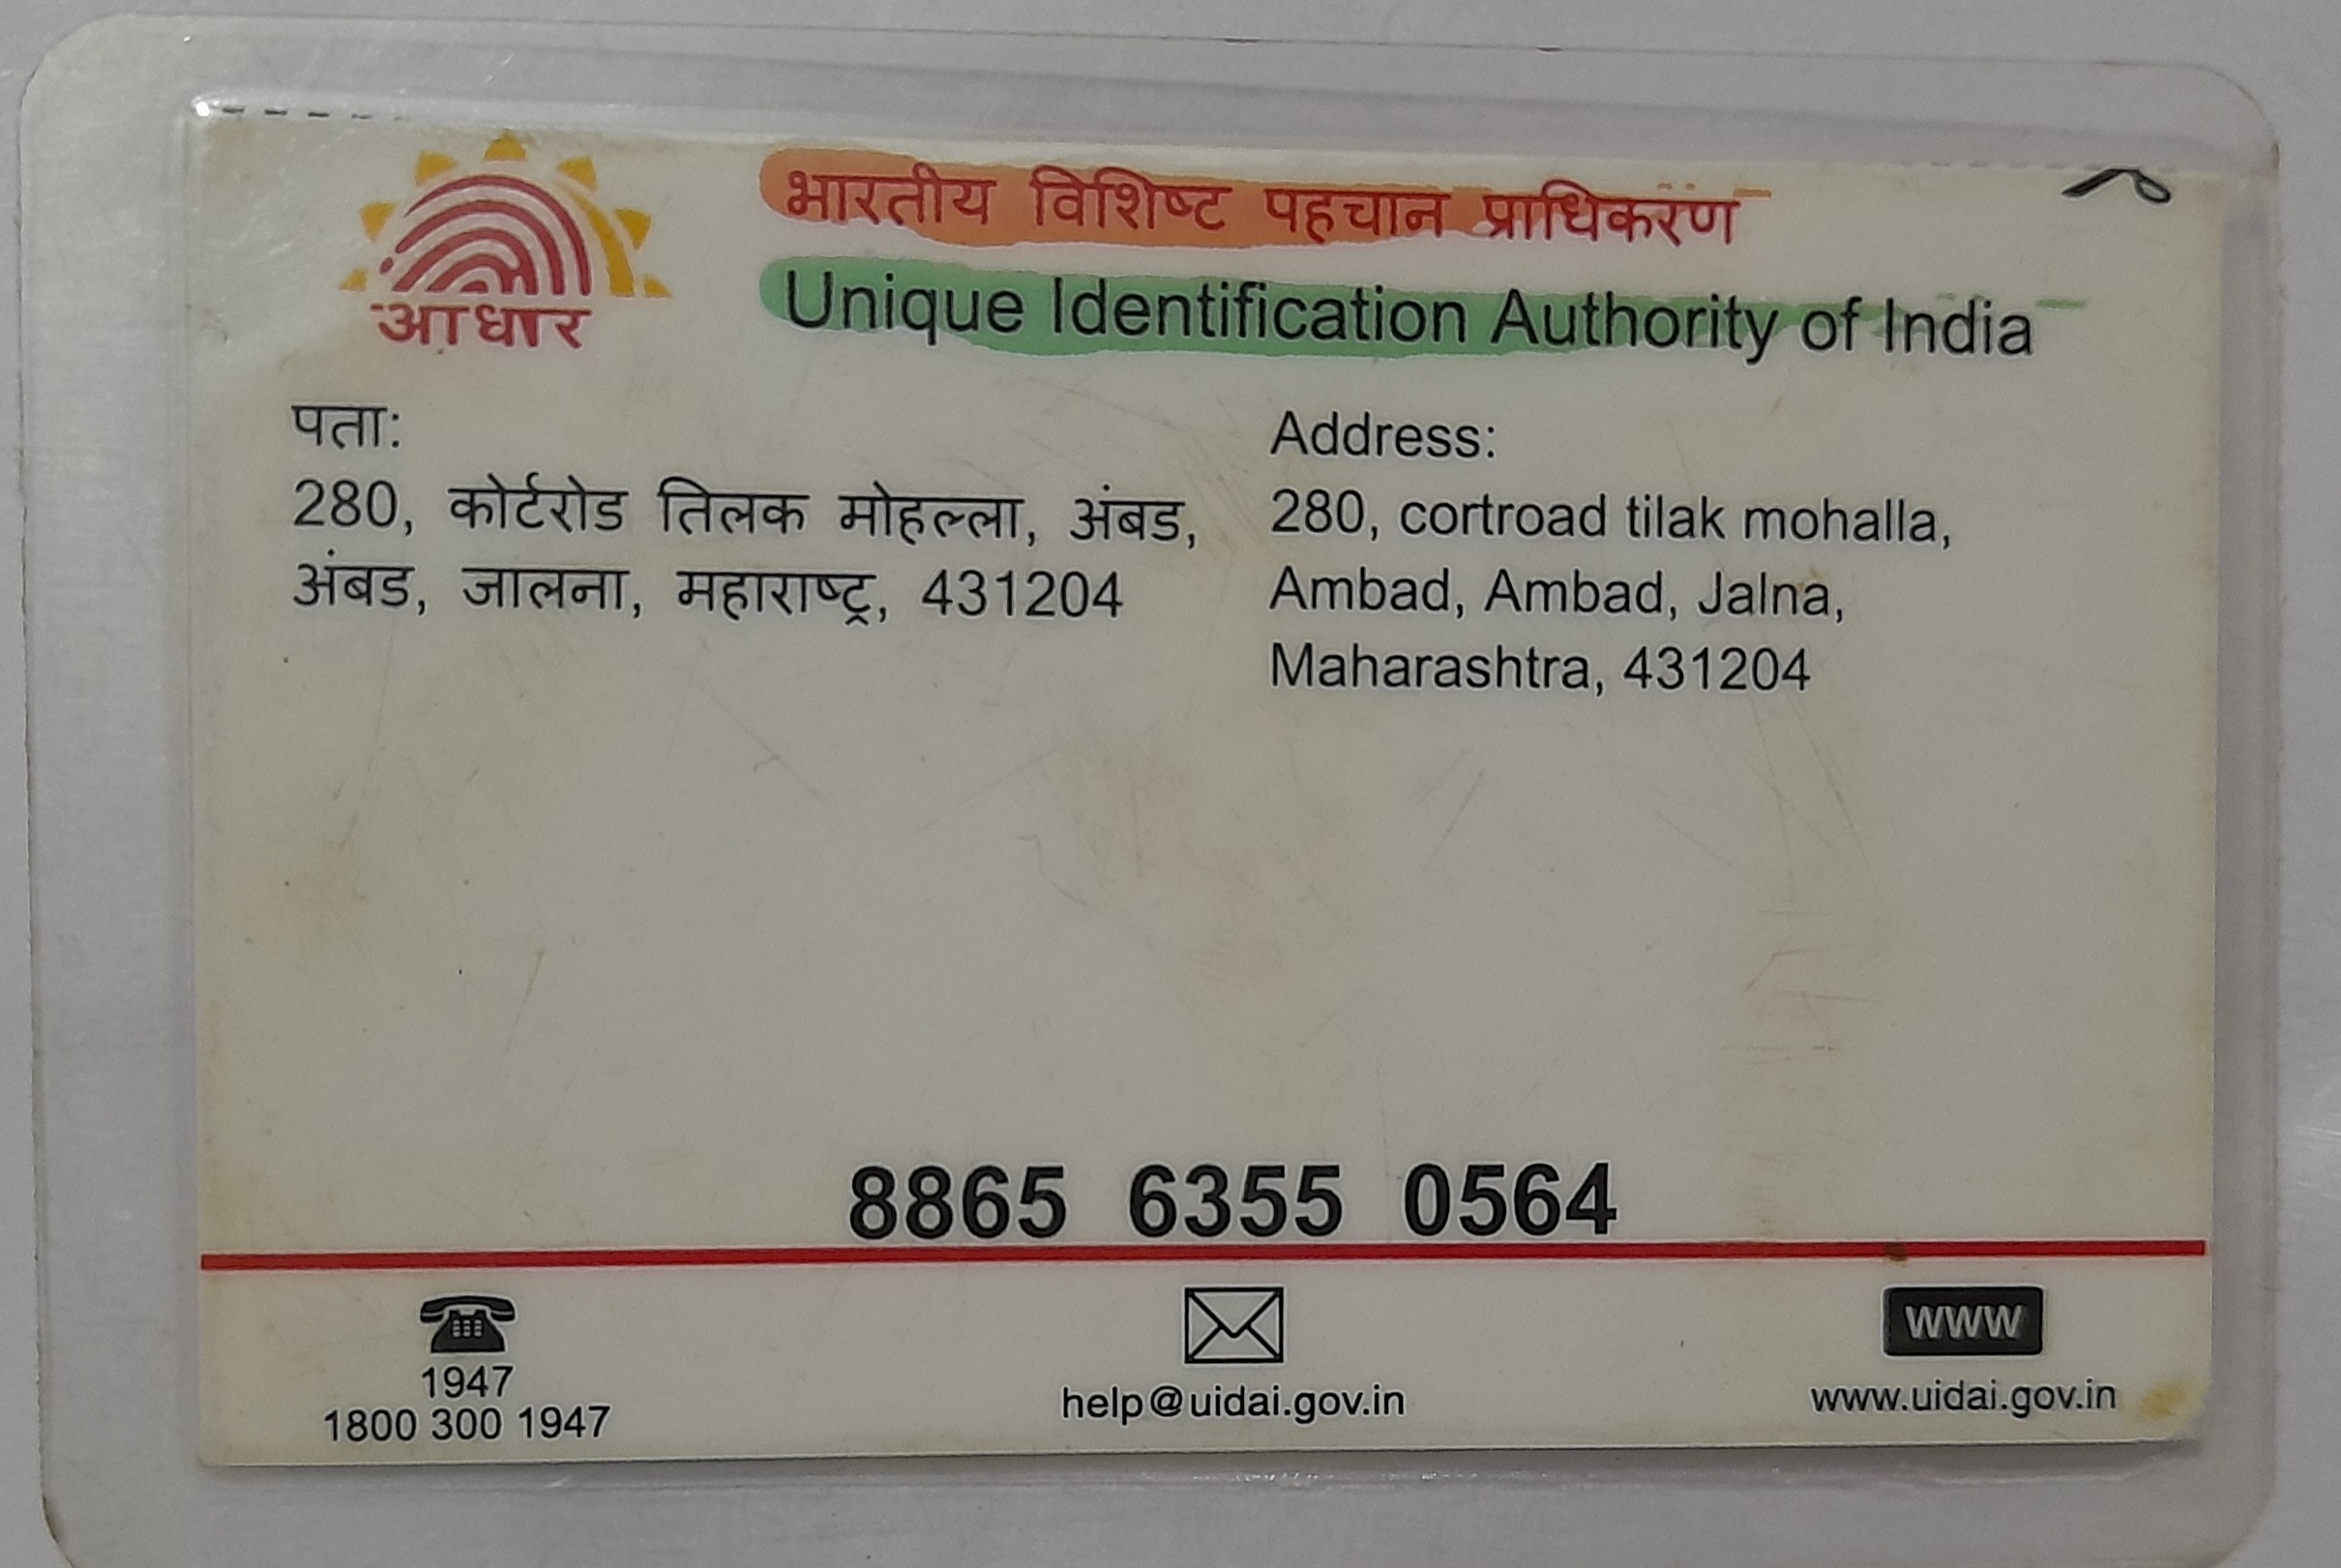 आधार
भारतीय विशिष्ट पहचान प्राधिकरण
Unique Identification Authority of India
पता:
280, कोर्टरोड तिलक मोहल्ला, अंबड,
अंबड, जालना, महाराष्ट्र, 431204
Address:
280, cortroad tilak mohalla,
Ambad, Ambad, Jalna,
Maharashtra, 431204
8865 6355 0564
1947
1800 300 1947
help@uidai.gov.in
www
www.uidai.gov.in